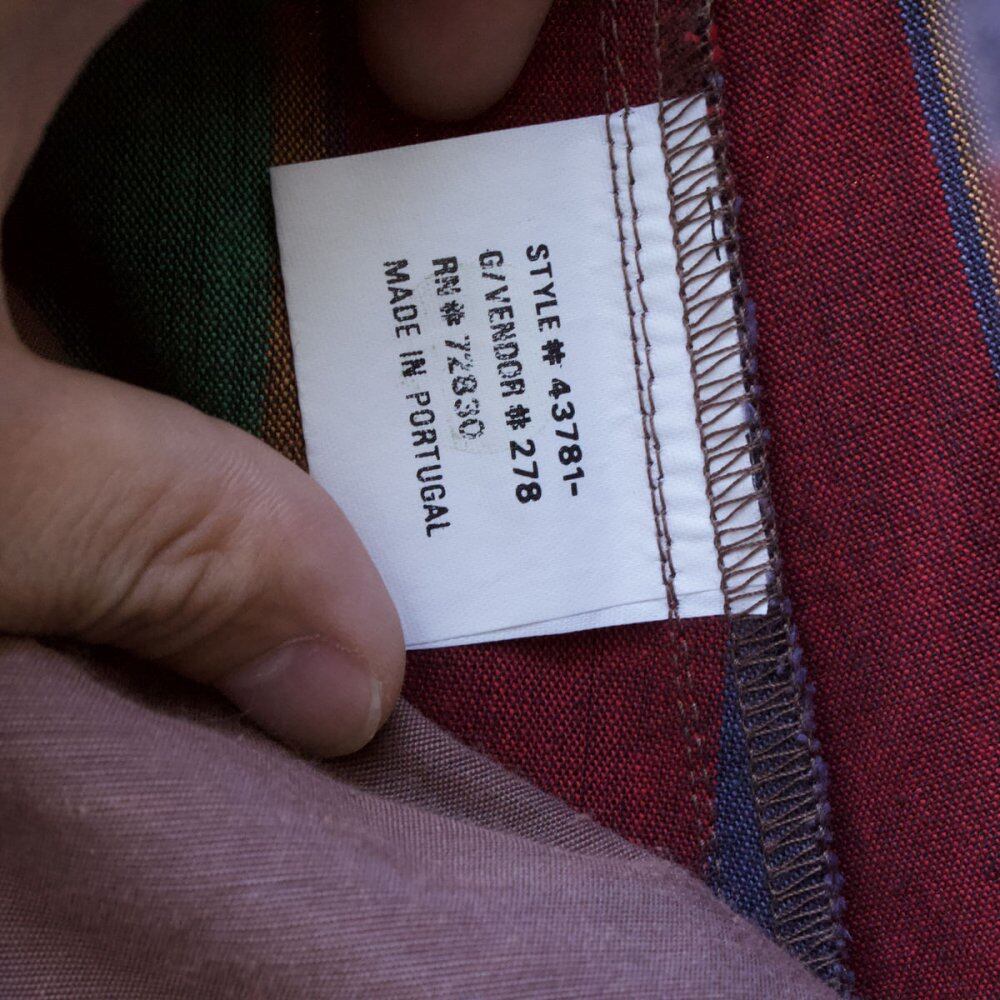 STYLE # 43781-
G/VENDOR # 278
RN # 72830
MADE IN PORTUGAL